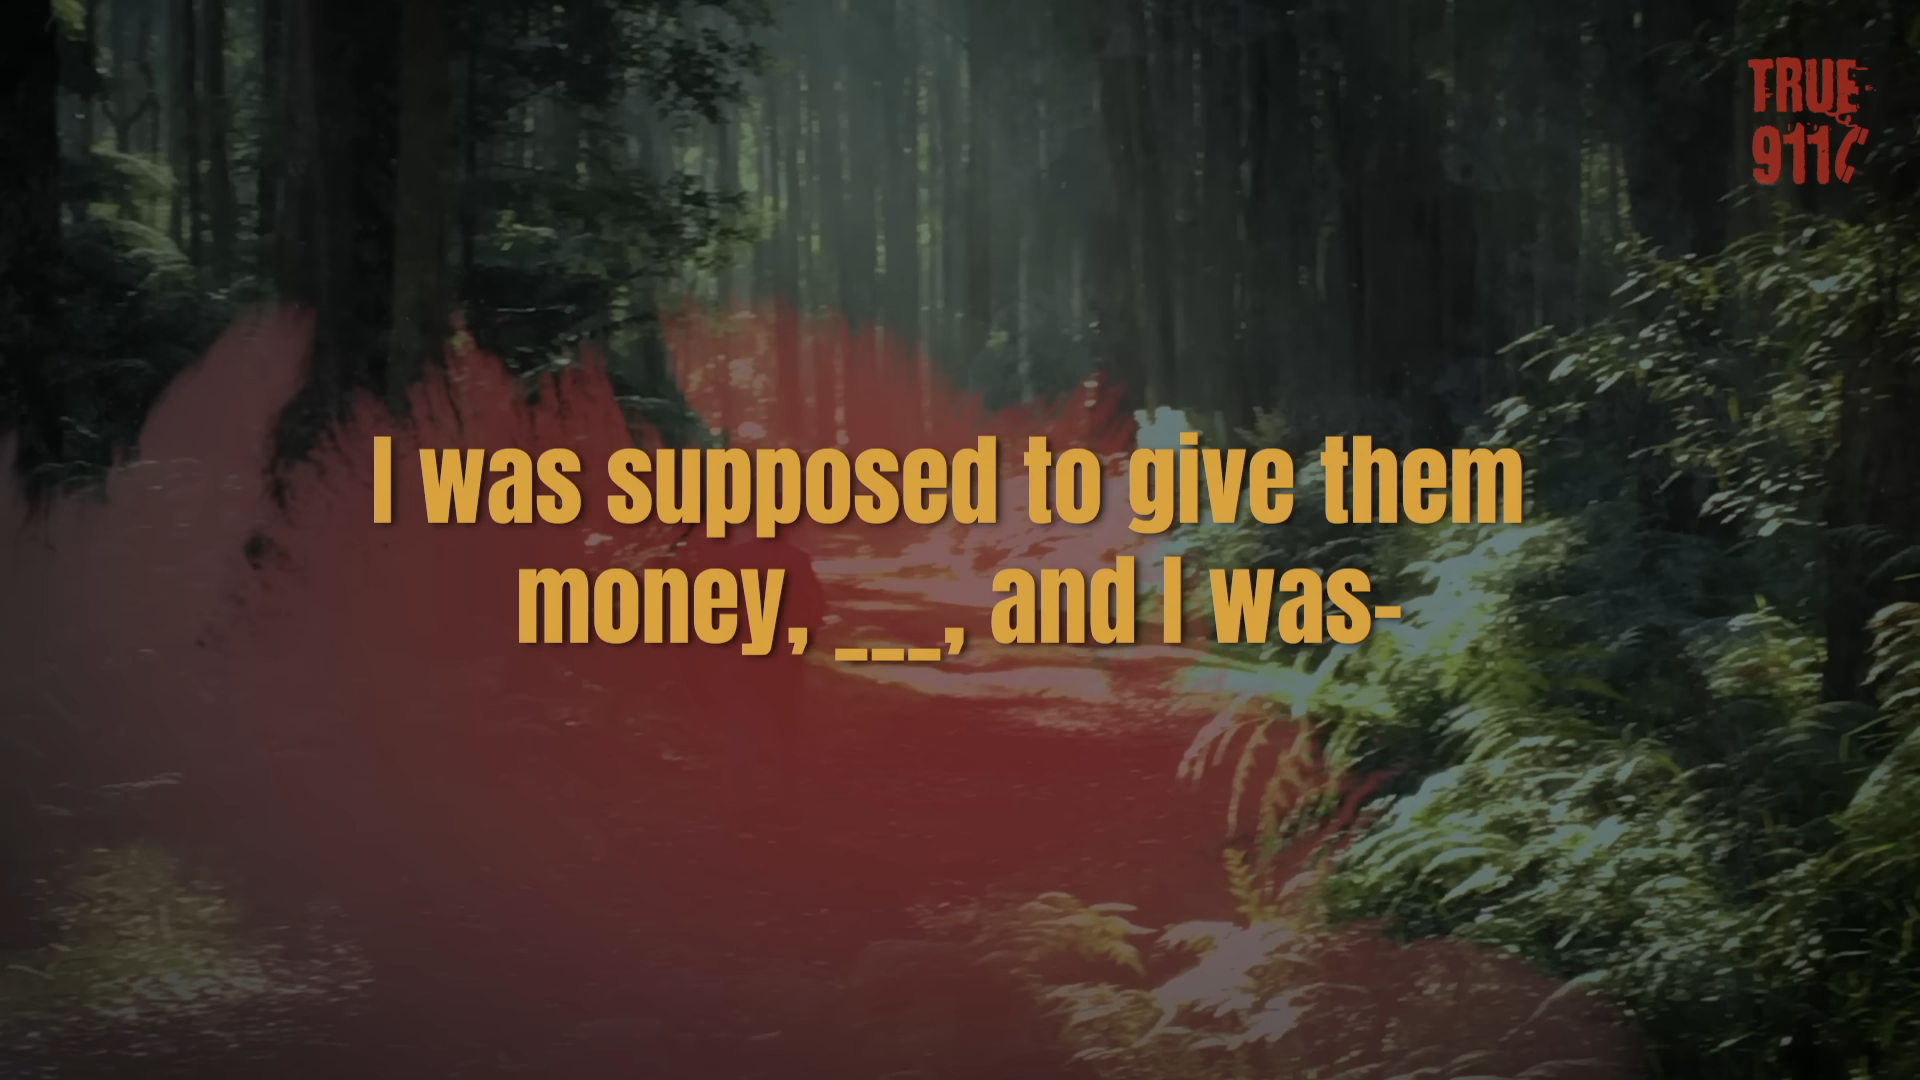 TRUE
911
I was supposed to give them
money, ___, and I was-